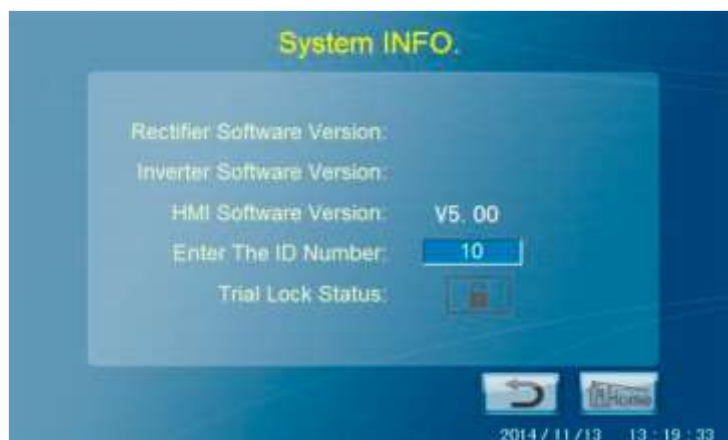 System INFO.
Rectifier Software Version:
Inverter Software Version:
HMI Software Version: V5. 00
Enter The ID Number: 10
Trial Lock Status:
Home
2014 / 11 / 13 13 : 19 : 33